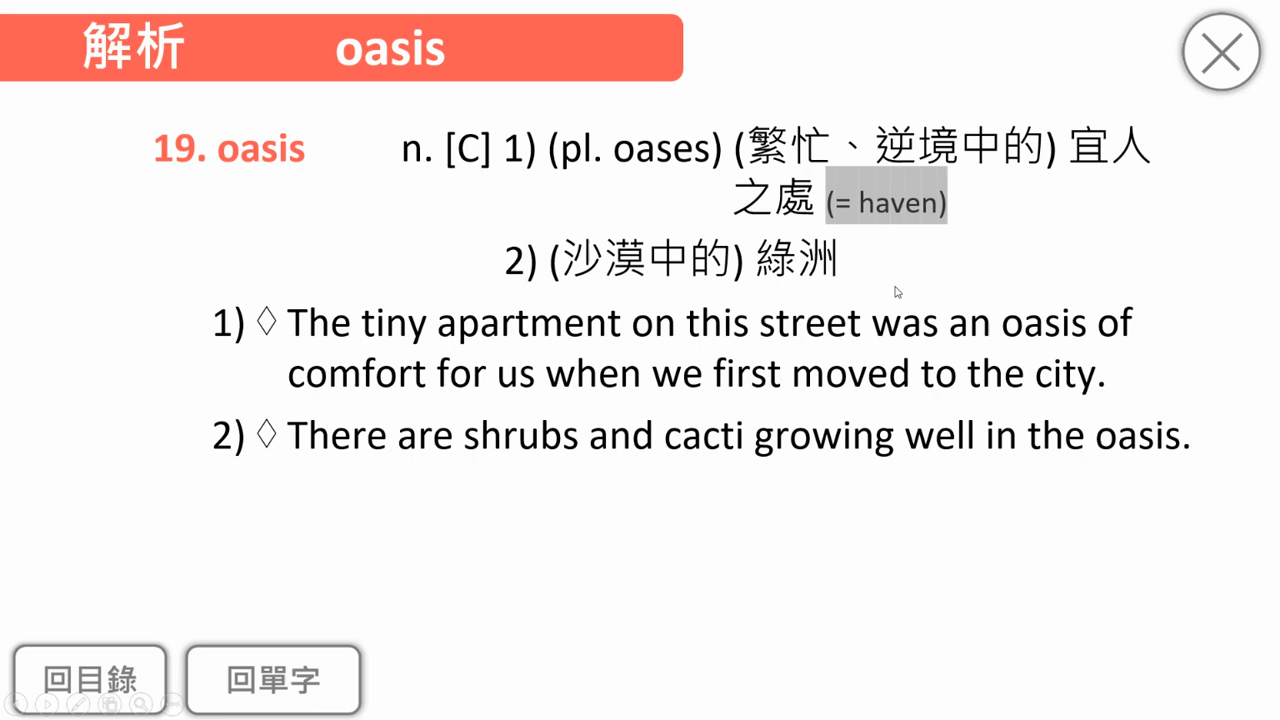 解析 oasis
19. oasis n. [C] 1) (pl. oases) (繁忙、逆境中的) 宜人
之處 (= haven)
2) (沙漠中的) 綠洲
1) ◊ The tiny apartment on this street was an oasis of
comfort for us when we first moved to the city.
2) ◊ There are shrubs and cacti growing well in the oasis.
回目錄 回單字